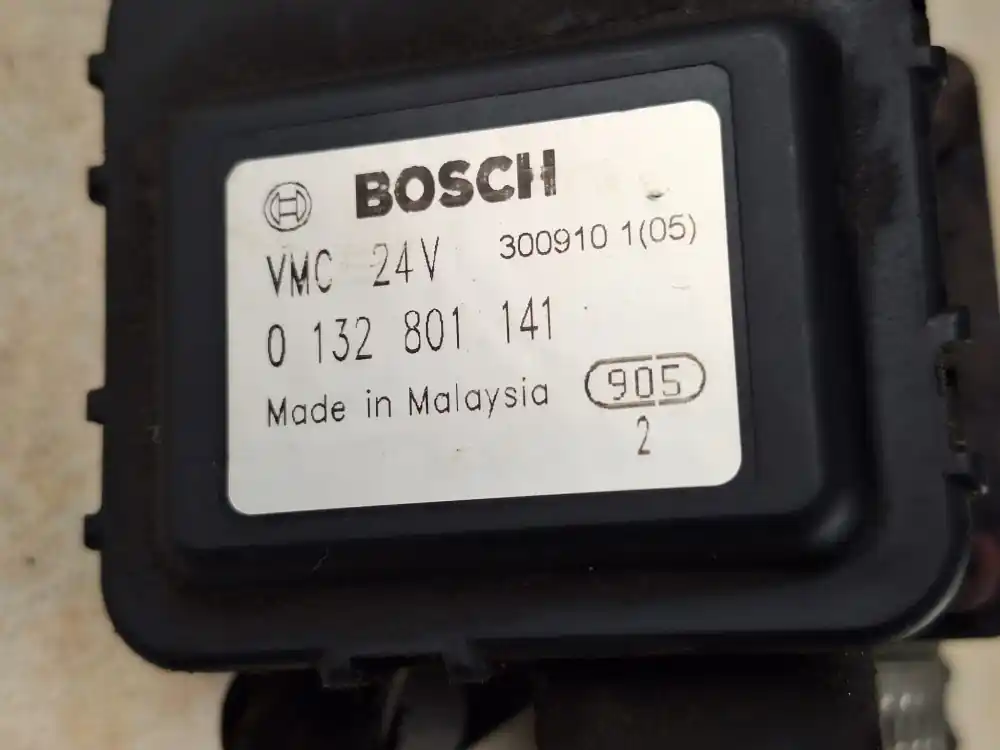 BOSCH
VMC 24V 300910 1(05)
0 132 801 141
Made in Malaysia 905
2